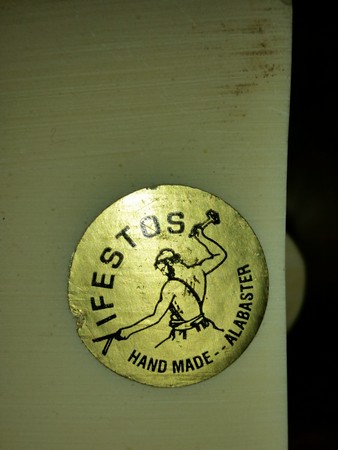 IFESTOS
HAND MADE -- ALABASTER